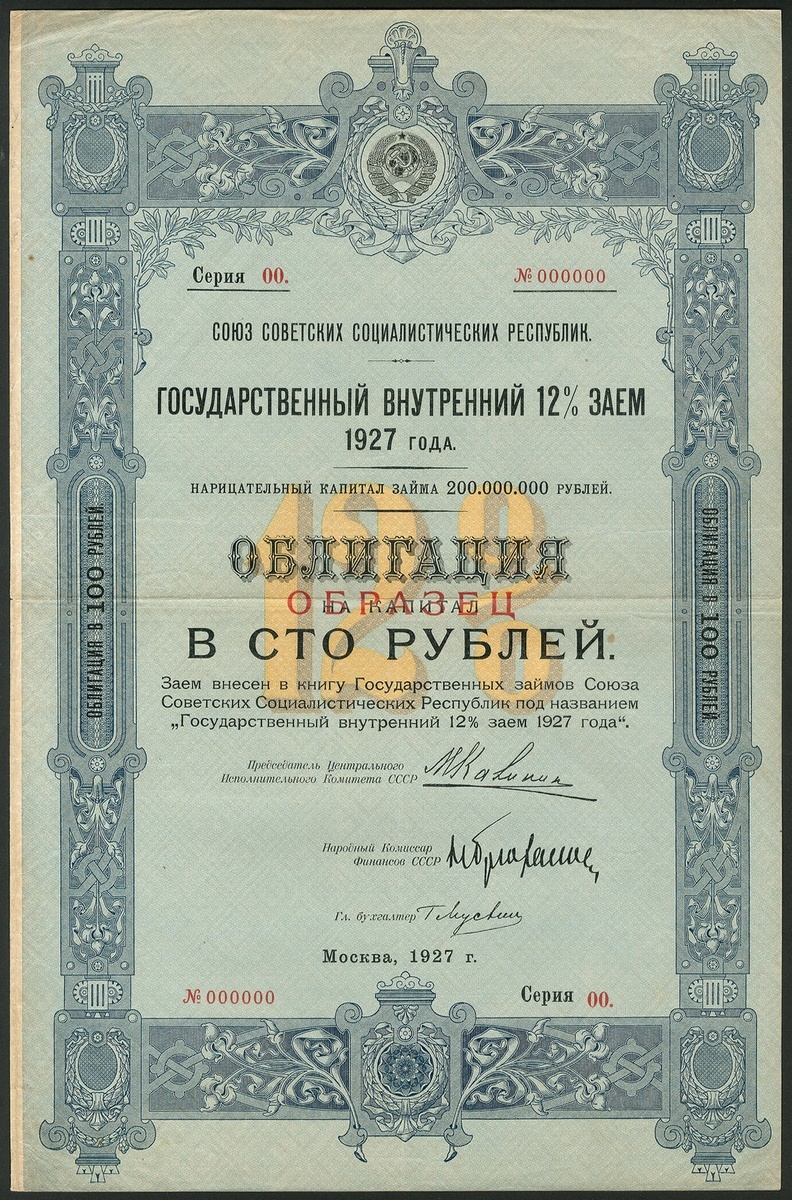 Серия 00.
№ 000000
СОЮЗ СОВЕТСКИХ СОЦИАЛИСТИЧЕСКИХ РЕСПУБЛИК.
ГОСУДАРСТВЕННЫЙ ВНУТРЕННИЙ 12% ЗАЕМ
1927 ГОДА.
НАРИЦАТЕЛЬНЫЙ КАПИТАЛ ЗАЙМА 200.000.000 РУБЛЕЙ.
12%
ОБЛИГАЦИЯ
НА КАПИТАЛ
ОБРАЗЕЦ
В СТО РУБЛЕЙ.
Заем внесен в книгу Государственных займов Союза
Советских Социалистических Республик под названием
„Государственный внутренний 12% заем 1927 года“.
ОБЛИГАЦИЯ В 100 РУБЛЕЙ
ОБЛИГАЦИЯ В 100 РУБЛЕЙ
Председатель Центрального
Исполнительного Комитета СССР М Калинин
Народный Комиссар
Финансов СССР
Гл. бухгалтер
Москва, 1927 г.
№ 000000
Серия 00.